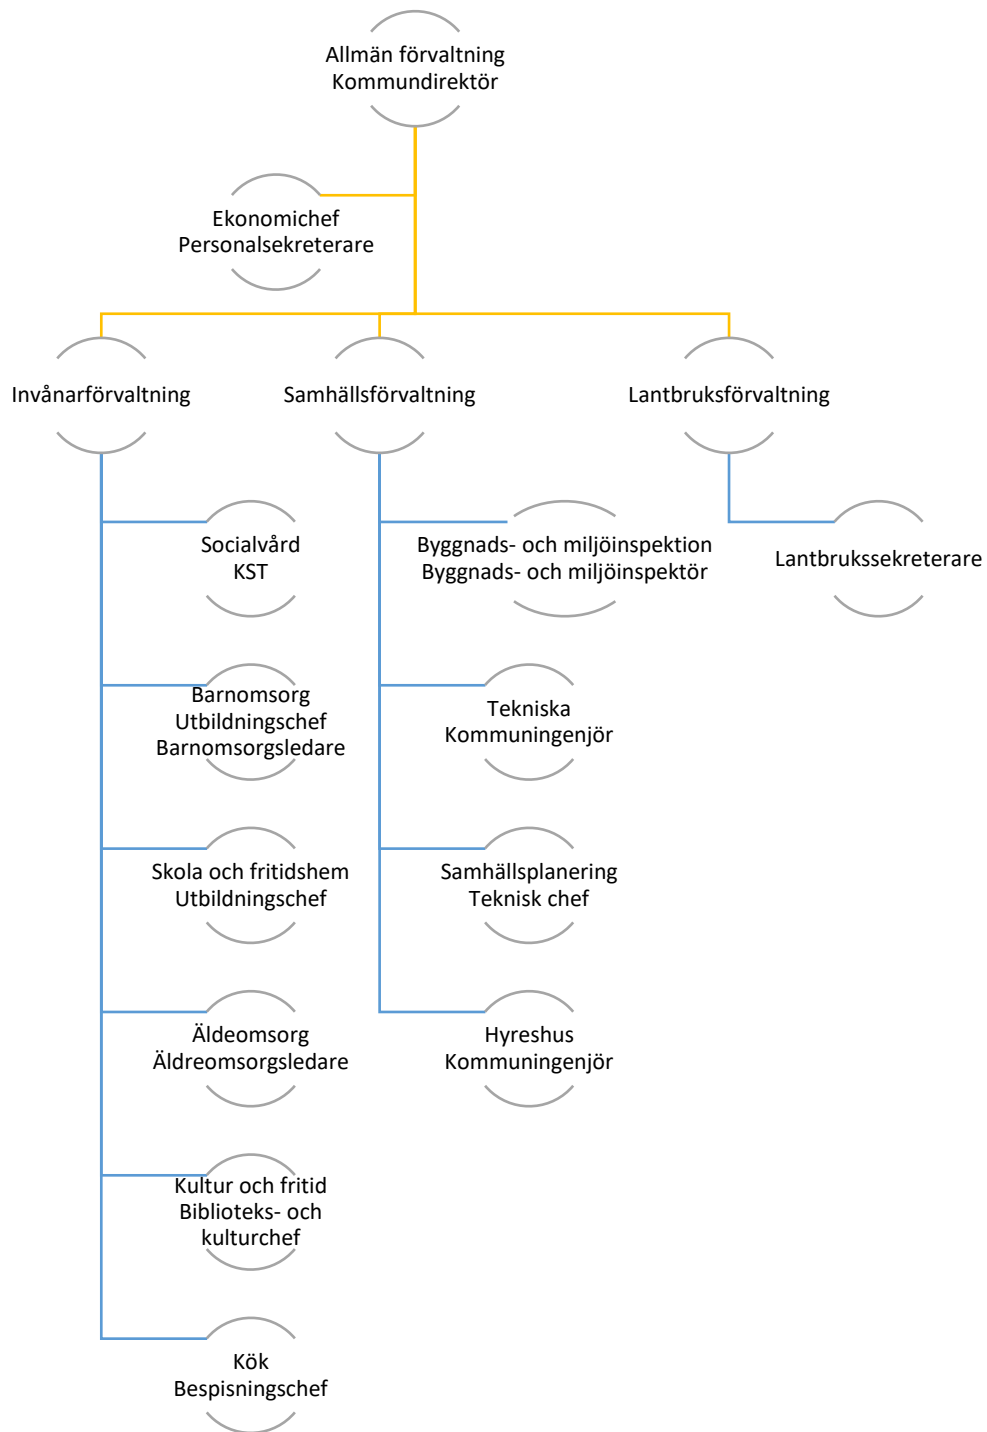 Allmän förvaltning
Kommundirektör
Ekonomichef
Personalsekreterare
Invånarförvaltning
Samhällsförvaltning
Lantbruksförvaltning
Socialvård
KST
Byggnads- och miljöinspektion
Byggnads- och miljöinspektör
Lantbrukssekreterare
Barnomsorg
Utbildningschef
Barnomsorgsledare
Tekniska
Kommuningenjör
Skola och fritidshem
Utbildningschef
Samhällsplanering
Teknisk chef
Äldeomsorg
Äldreomsorgsledare
Hyreshus
Kommuningenjör
Kultur och fritid
Biblioteks- och
kulturchef
Kök
Bespisningschef